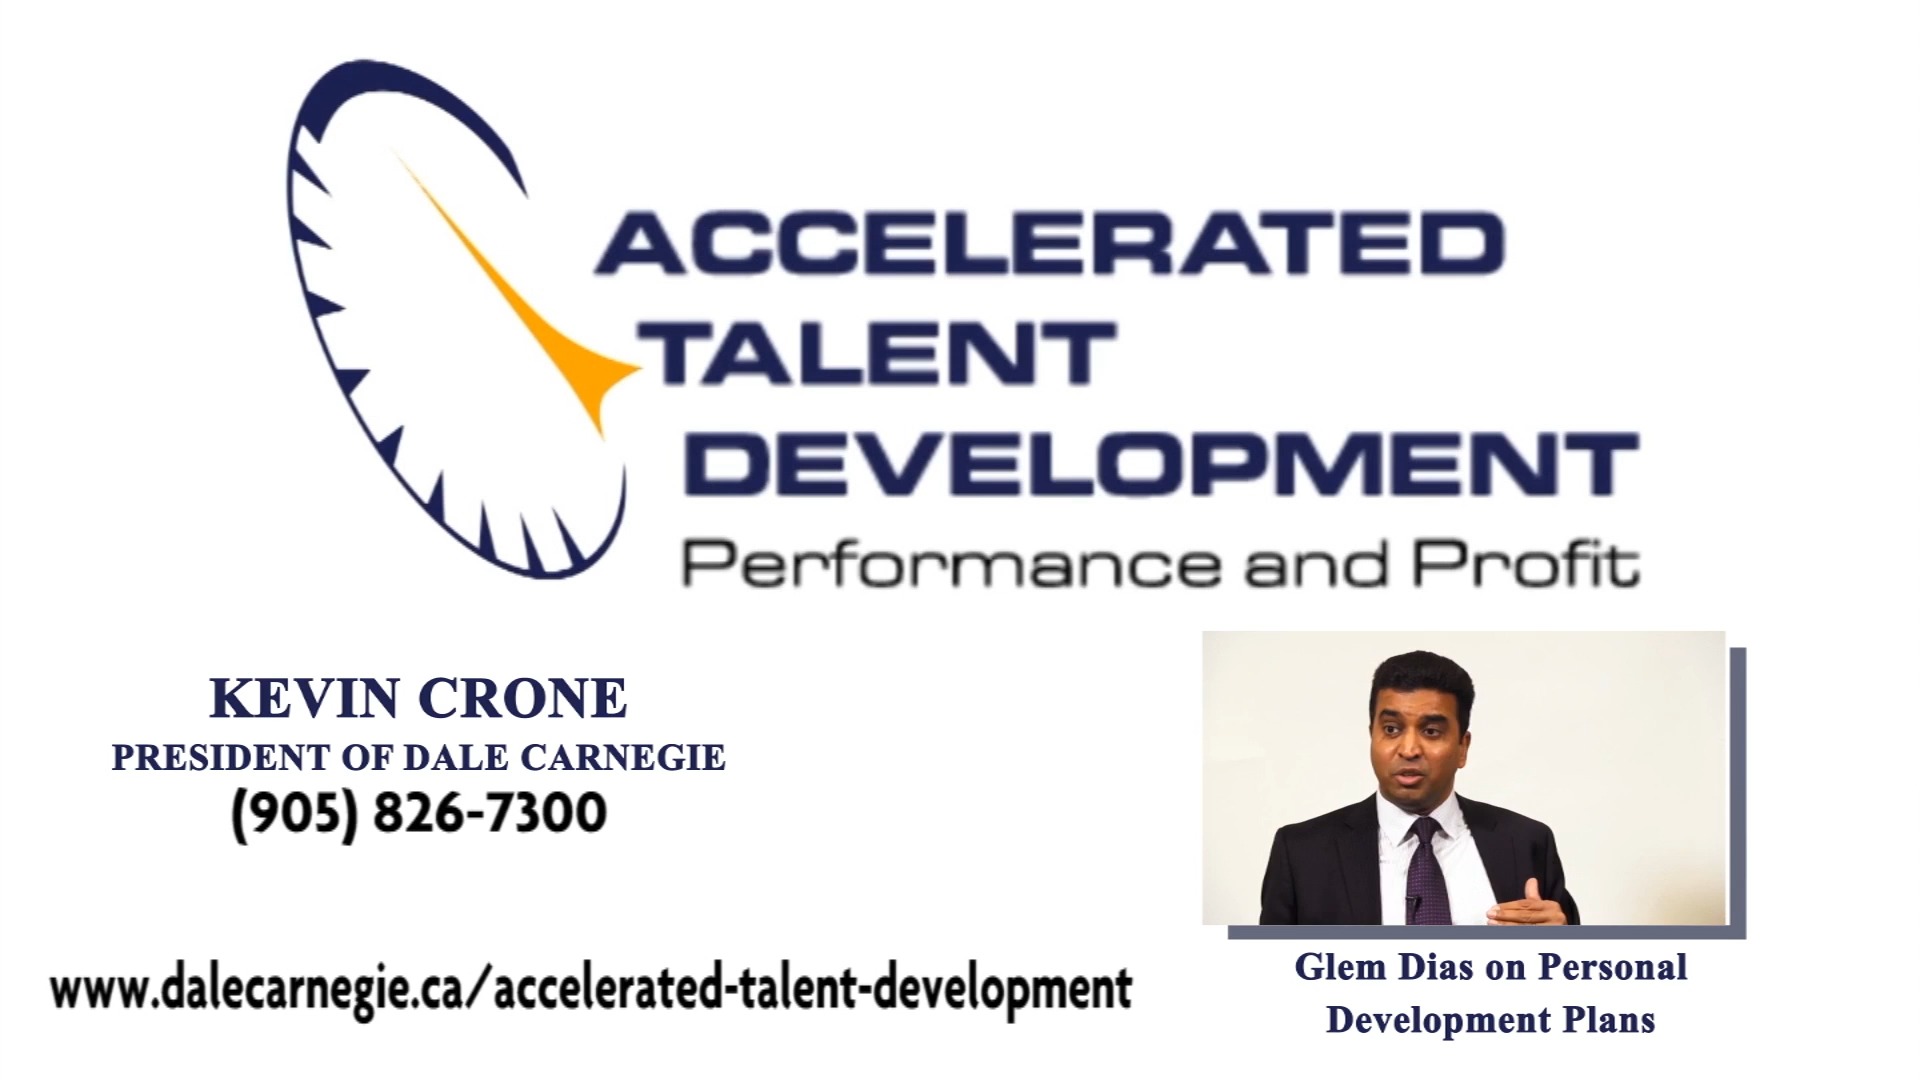 ACCELERATED
TALENT
DEVELOPMENT
Performance and Profit
KEVIN CRONE
PRESIDENT OF DALE CARNEGIE
(905) 826-7300
www.dalecarnegie.ca/accelerated-talent-development
Glem Dias on Personal
Development Plans